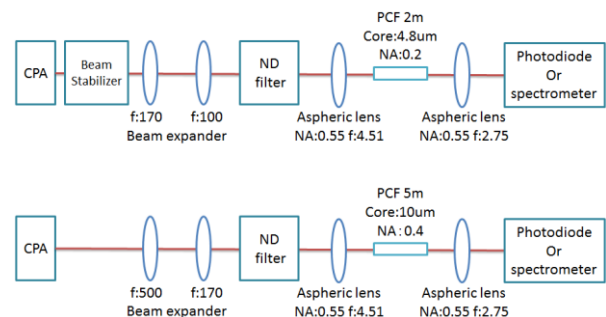 PCF 2m
Core:4.8um
NA:0.2
CPA
Beam
Stabilizer
ND
filter
Photodiode
Or
spectrometer
f:170
f:100
Beam expander
Aspheric lens
NA:0.55 f:4.51
Aspheric lens
NA:0.55 f:2.75
PCF 5m
Core:10um
NA：0.4
CPA
ND
filter
Photodiode
Or
spectrometer
f:500
f:170
Beam expander
Aspheric lens
NA:0.55 f:4.51
Aspheric lens
NA:0.55 f:2.75